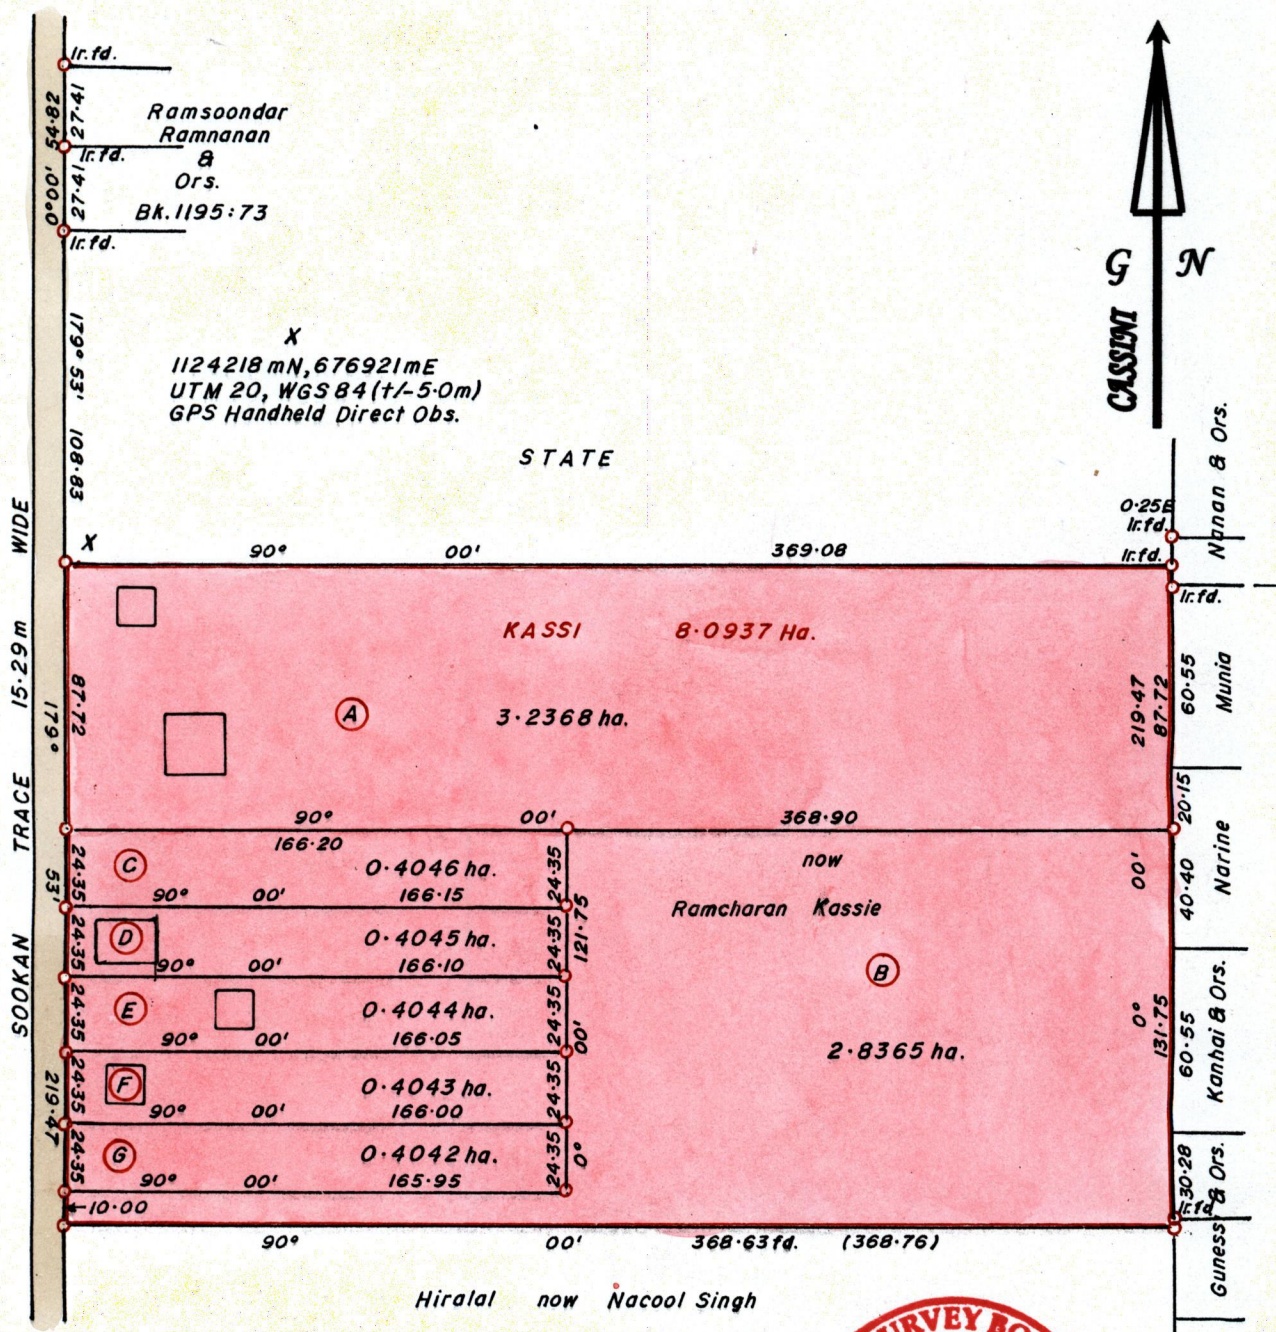 Ir. fd.
Ramsoondar
Ramnanan
&
Ors.
Bk. 1195:73
27·41
Ir. fd.
27·41
0°00' 54·82
Ir. fd.
179° 53' 108·83
X
1124218 mN, 676921mE
UTM 20, WGS 84 (+/-5·0m)
GPS Handheld Direct Obs.
G N
CASSINI
STATE
Nanan & Ors.
0·25E
Ir. fd.
Ir. fd.
Ir. fd.
X
90° 00' 369·08
KASSI 8·0937 Ha.
87·72
A 3·2368 ha.
219·47
87·72
60·55
Munia
SOOKAN TRACE 15·29m WIDE
179° 53' 219·47
90° 00' 368·90
20·15
166·20
C 0·4046 ha.
24·35
24·35
90° 00' 166·15
now
Ramcharan Kassie
00'
40·40
Narine
D 0·4045 ha.
24·35
24·35
90° 00' 166·10
0° 00' 121·75
B
2·8365 ha.
E 0·4044 ha.
24·35
24·35
90° 00' 166·05
0°
131·75
60·55
Kanhai & Ors.
F 0·4043 ha.
24·35
24·35
90° 00' 166·00
G 0·4042 ha.
24·35
24·35
90° 00' 165·95
30·28
Ir. fd.
Guness & Ors.
10·00
90° 00' 368·63fd. (368·76)
Hiralal now Nacool Singh